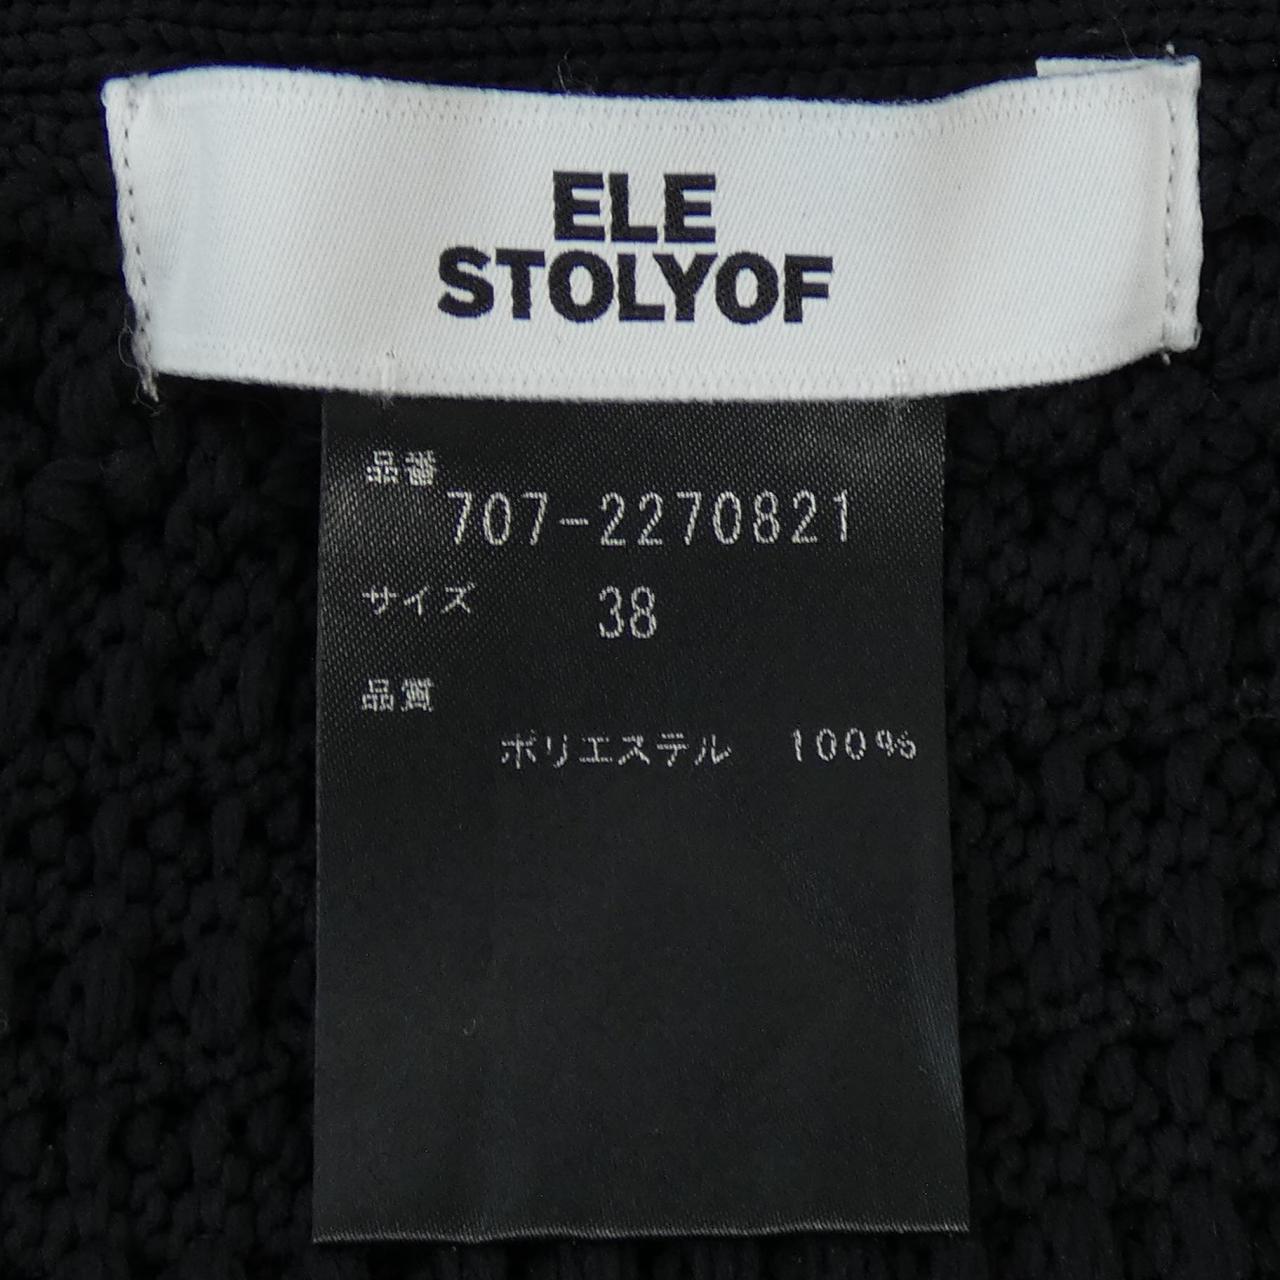 ELE
STOLYOF
品番
707-2270821
サイズ 38
品質
ポリエステル 100%